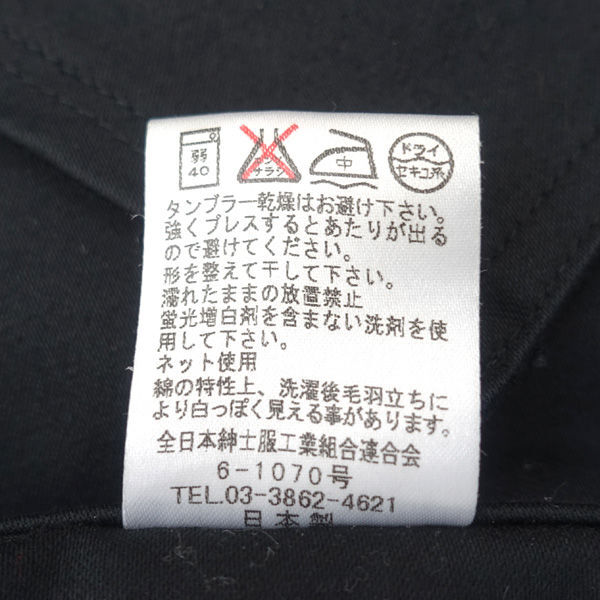 弱
40
エンソ
サラシ
中
ドライ
セキユ系
タンブラー乾燥はお避け下さい。
強くプレスするとあたりが出る
ので避けてください。
形を整えて干して下さい。
濡れたままの放置禁止
蛍光増白剤を含まない洗剤を使
用して下さい。
ネット使用
綿の特性上、洗濯後毛羽立ちに
より白っぽく見える事があります。
全日本紳士服工業組合連合会
6-1070号
TEL.03-3862-4621
日本製